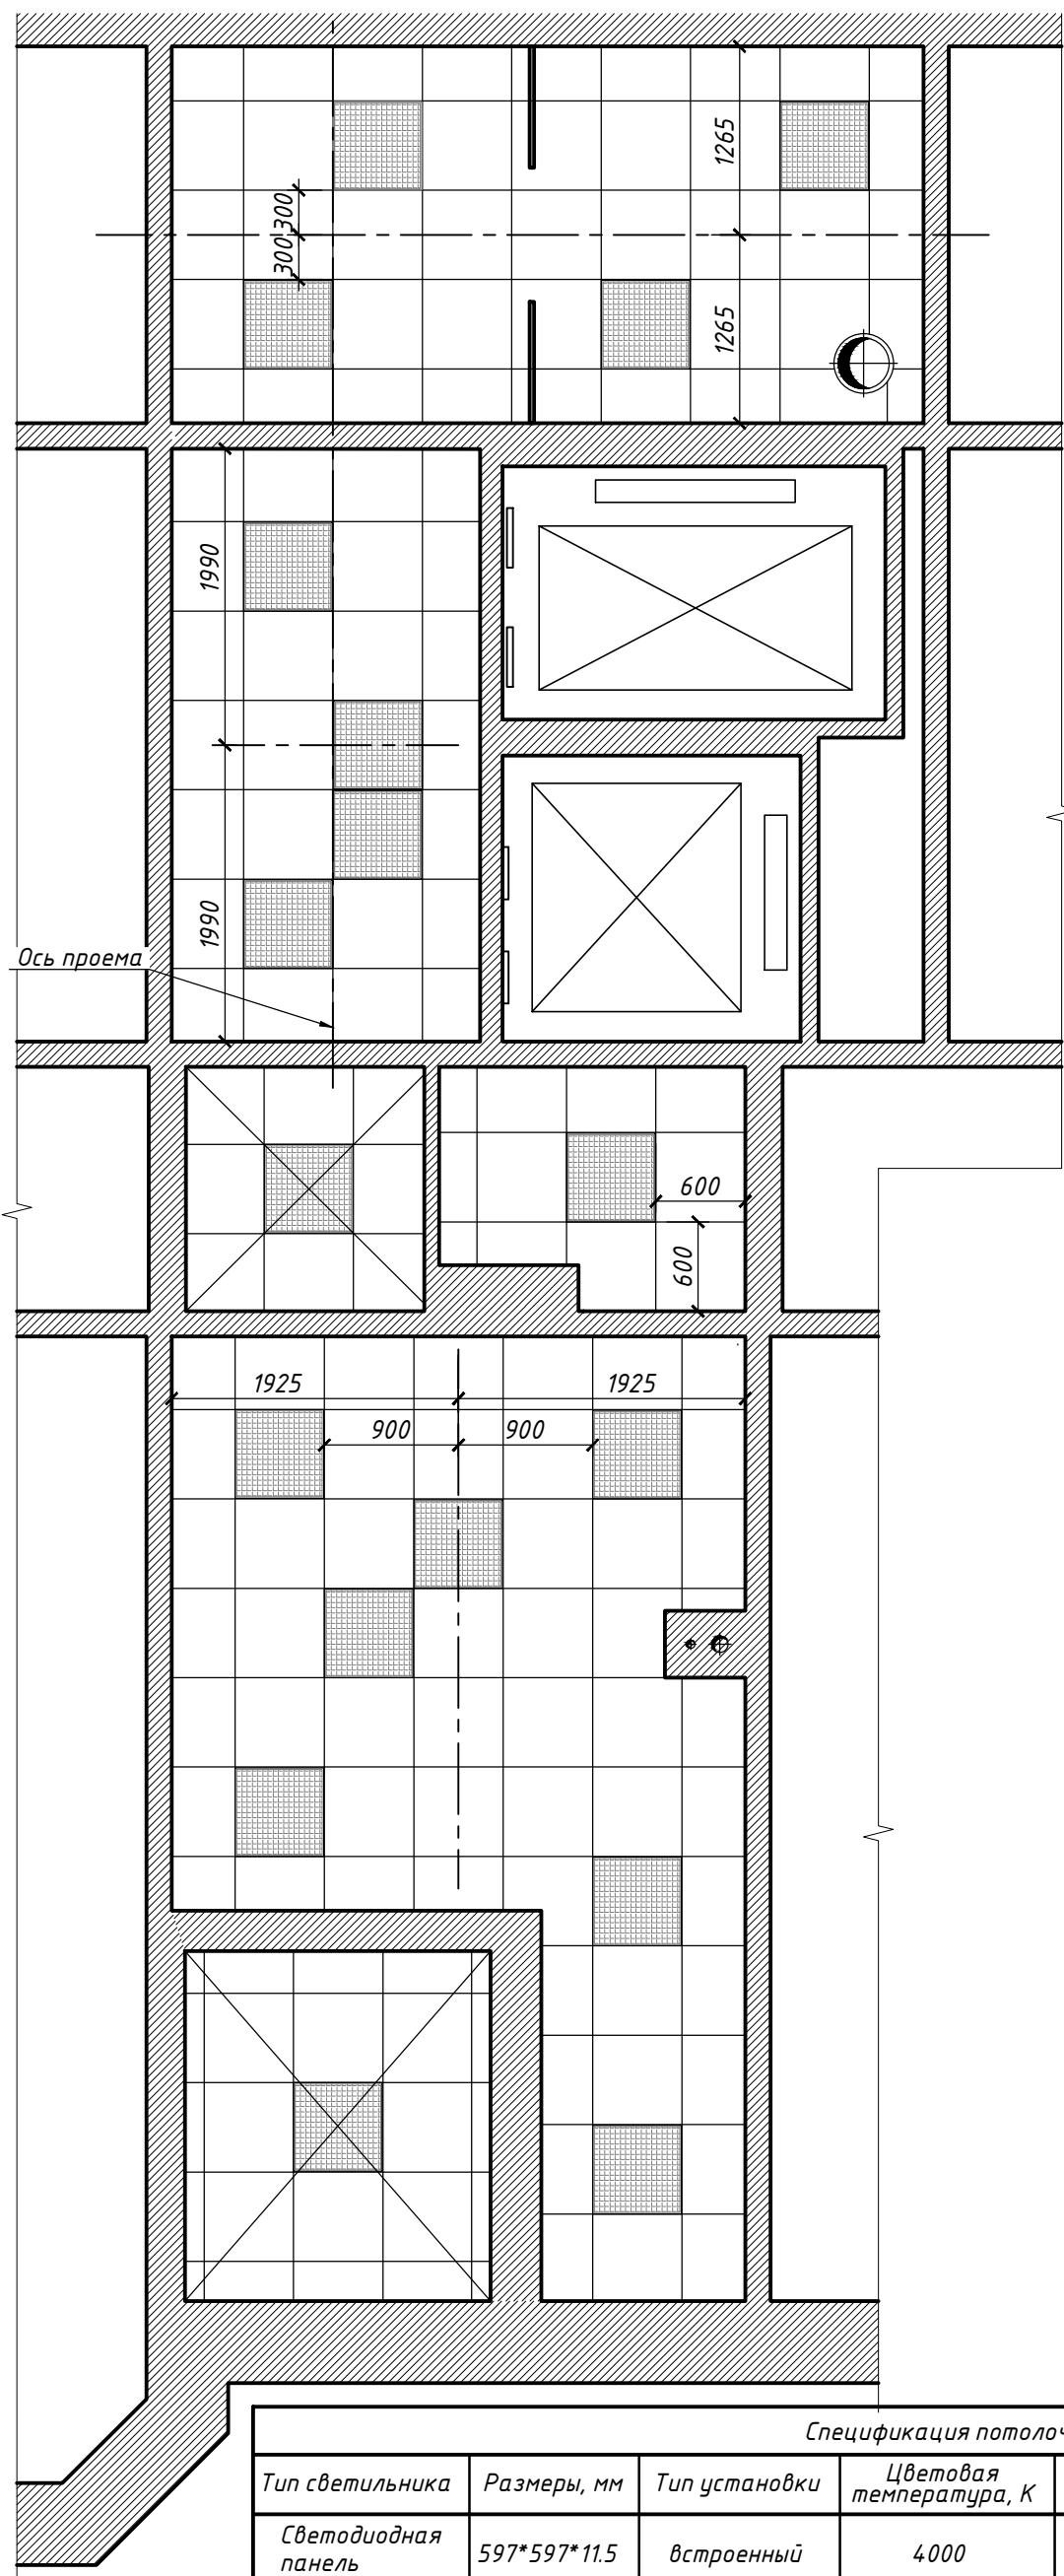 1265
300
300
1265
1990
1990
Ось проема
600
600
1925
1925
900
900
Спецификация потолоч
Тип светильника
Размеры, мм
Тип установки
Цветовая
температура, К
Светодиодная
панель
597*597*11.5
встроенный
4000